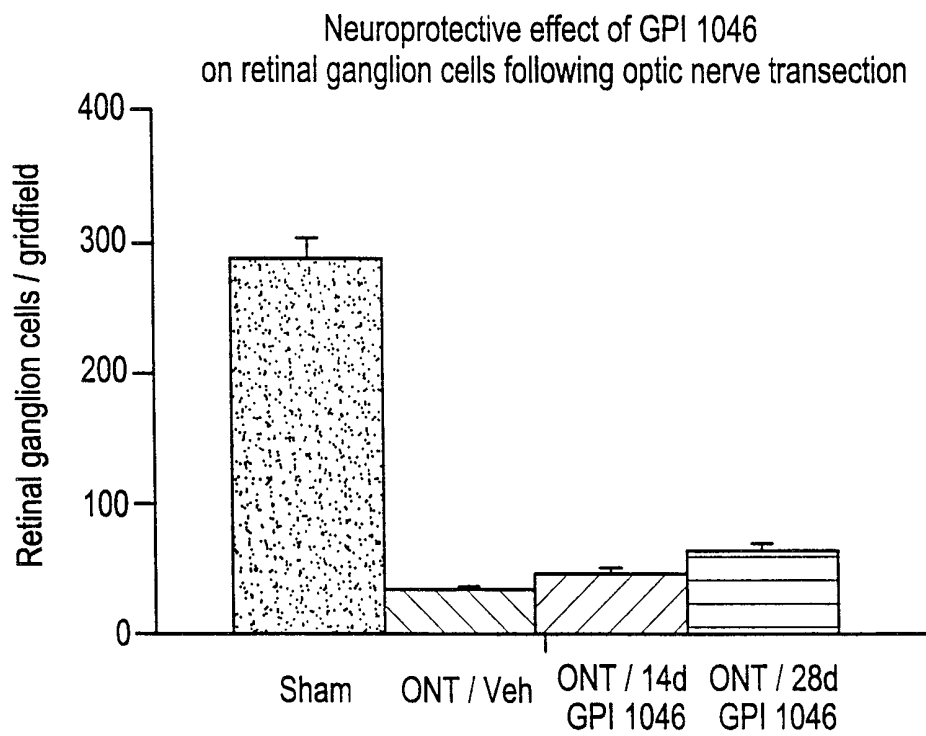 Neuroprotective effect of GPI 1046
on retinal ganglion cells following optic nerve transection
Retinal ganglion cells / gridfield
400
300
200
100
0
Sham
ONT / Veh
ONT / 14d
GPI 1046
ONT / 28d
GPI 1046